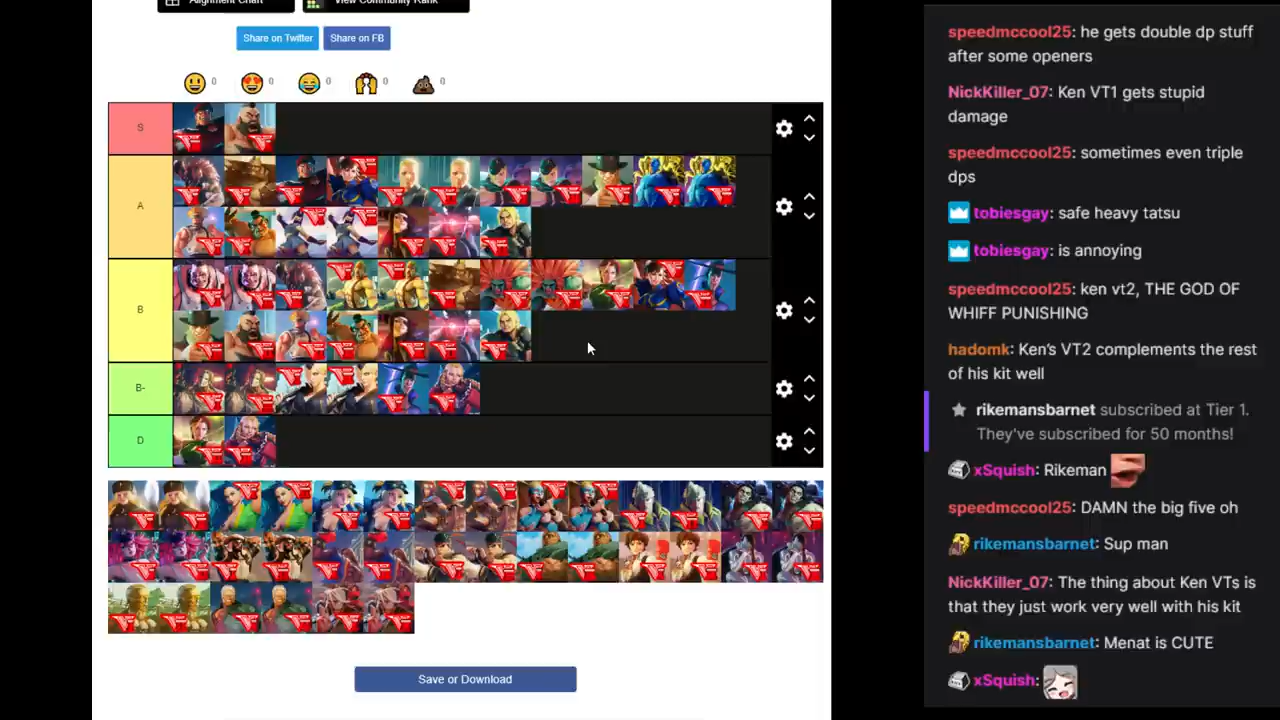 Alignment Chart
View Community Rank
Share on Twitter
Share on FB
0
0
0
0
0
S
A
B
B-
D
Save or Download
speedmccool25: he gets double dp stuff
after some openers
NickKiller_07: Ken VT1 gets stupid
damage
speedmccool25: sometimes even triple
dps
tobiesgay: safe heavy tatsu
tobiesgay: is annoying
speedmccool25: ken vt2, THE GOD OF
WHIFF PUNISHING
hadomk: Ken's VT2 complements the rest
of his kit well
rikemansbarnet subscribed at Tier 1.
They've subscribed for 50 months!
xSquish: Rikeman
speedmccool25: DAMN the big five oh
rikemansbarnet: Sup man
NickKiller_07: The thing about Ken VTs is
that they just work very well with his kit
rikemansbarnet: Menat is CUTE
xSquish: